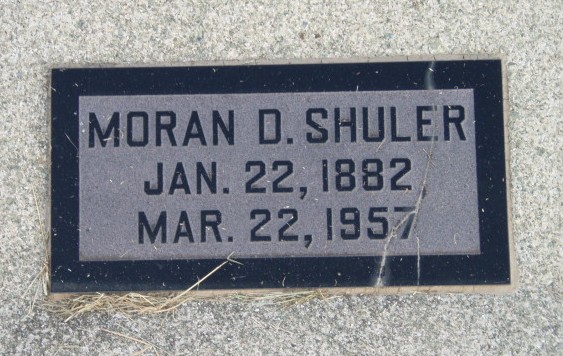 MORAN D. SHULER
JAN. 22, 1882
MAR. 22, 1957